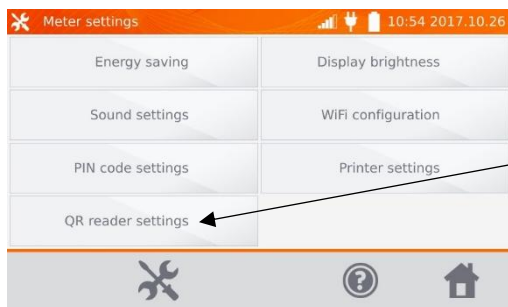 Meter settings 10:54 2017.10.26
Energy saving Display brightness
Sound settings WiFi configuration
PIN code settings Printer settings
QR reader settings
?